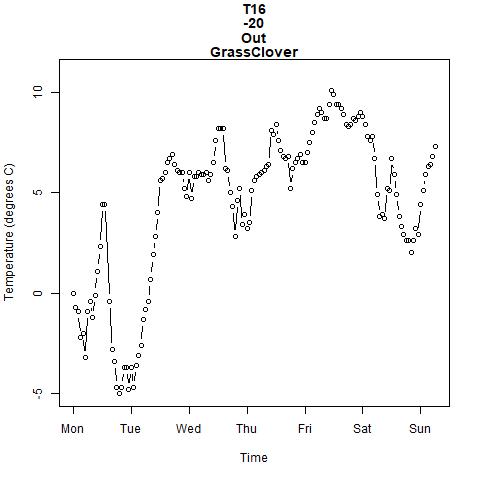 T16
-20
Out
GrassClover
Temperature (degrees C)
10
5
0
-5
Mon Tue Wed Thu Fri Sat Sun
Time